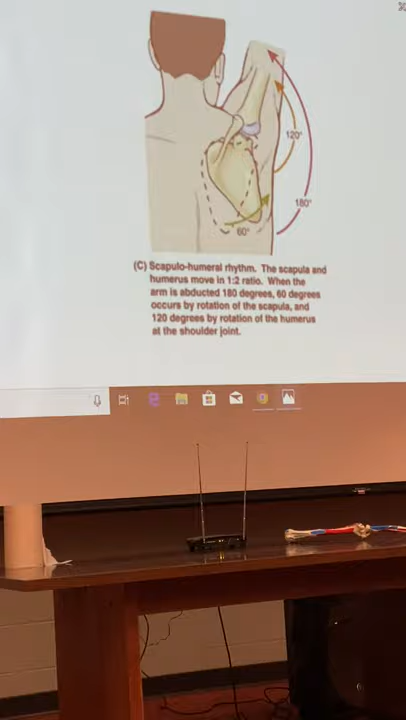 120°
180°
60°
(C) Scapulo-humeral rhythm. The scapula and
humerus move in 1:2 ratio. When the
arm is abducted 180 degrees, 60 degrees
occurs by rotation of the scapula, and
120 degrees by rotation of the humerus
at the shoulder joint.